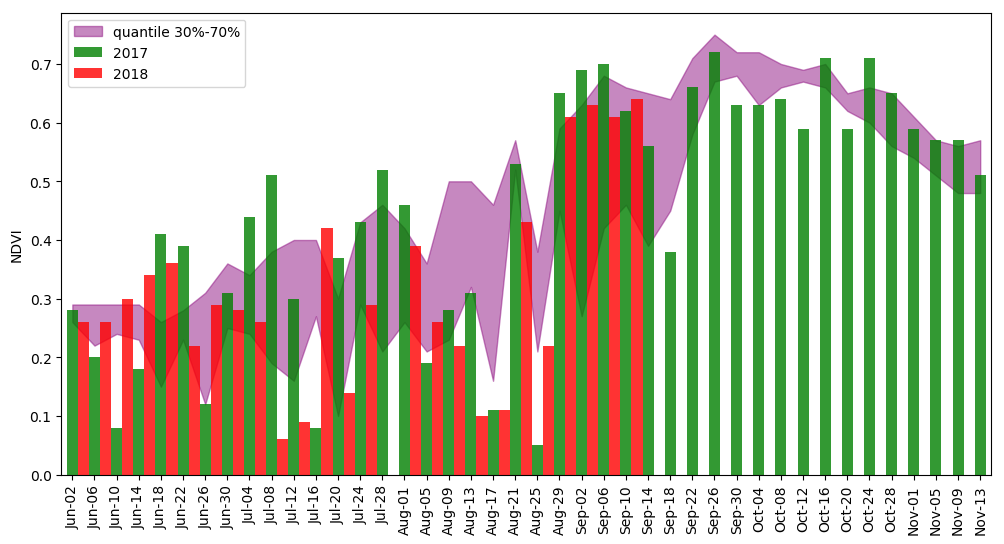 quantile 30%-70%
2017
2018
NDVI
0.7
0.6
0.5
0.4
0.3
0.2
0.1
0.0
Jun-02
Jun-06
Jun-10
Jun-14
Jun-18
Jun-22
Jun-26
Jun-30
Jul-04
Jul-08
Jul-12
Jul-16
Jul-20
Jul-24
Jul-28
Aug-01
Aug-05
Aug-09
Aug-13
Aug-17
Aug-21
Aug-25
Aug-29
Sep-02
Sep-06
Sep-10
Sep-14
Sep-18
Sep-22
Sep-26
Sep-30
Oct-04
Oct-08
Oct-12
Oct-16
Oct-20
Oct-24
Oct-28
Nov-01
Nov-05
Nov-09
Nov-13